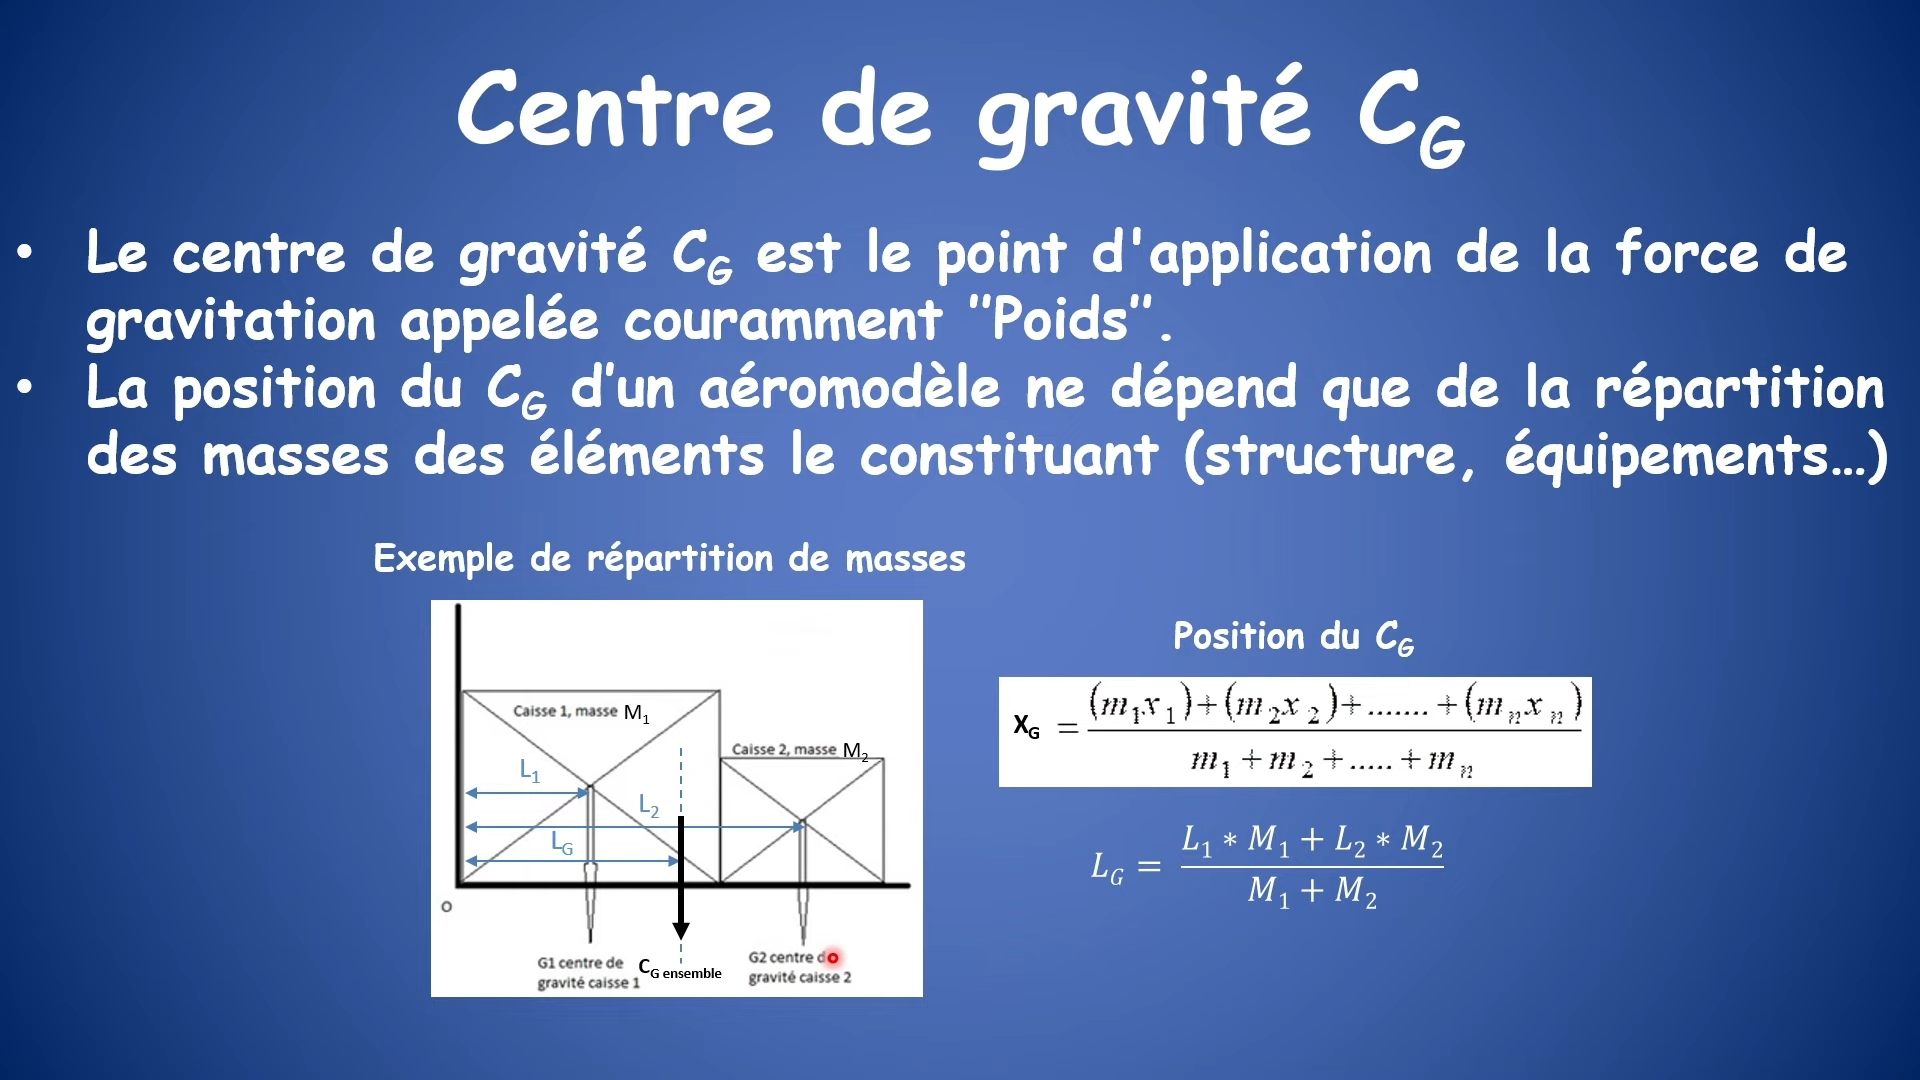 Centre de gravité CG
• Le centre de gravité CG est le point d'application de la force de
gravitation appelée couramment "Poids".
• La position du CG d'un aéromodèle ne dépend que de la répartition
des masses des éléments le constituant (structure, équipements…)
Exemple de répartition de masses
Caisse 1, masse M1
Caisse 2, masse M2
L1
L2
LG
O
G1 centre de
gravité caisse 1
CG ensemble
G2 centre
gravité caisse 2
Position du CG
XG = (m1x1)+(m2x2)+.......+(mnxn)
m1+m2+.....+mn
LG = L1 * M1 + L2 * M2
M1 + M2